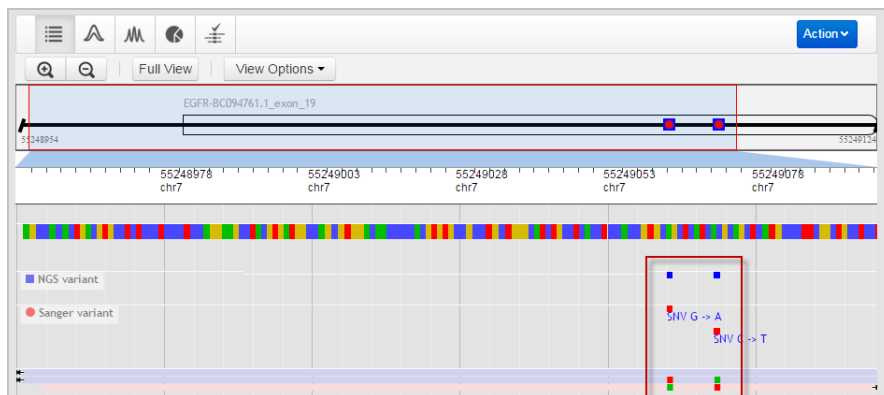 Action
Full View
View Options
EGFR-BC094761.1_exon_19
55248954
55249124
55248978 55249003 55249028 55249053 55249078
chr7 chr7 chr7 chr7 chr7
NGS variant
Sanger variant
SNV G -> A
SNV C -> T